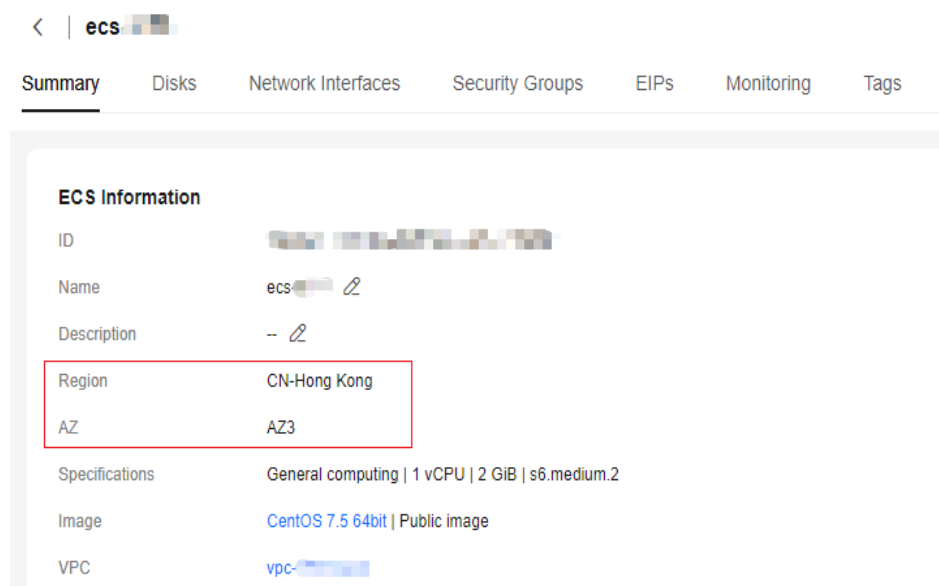 ecs
Summary Disks Network Interfaces Security Groups EIPs Monitoring Tags
ECS Information
ID
Name ecs-
Description --
Region CN-Hong Kong
AZ AZ3
Specifications General computing | 1 vCPU | 2 GiB | s6.medium.2
Image CentOS 7.5 64bit | Public image
VPC vpc-